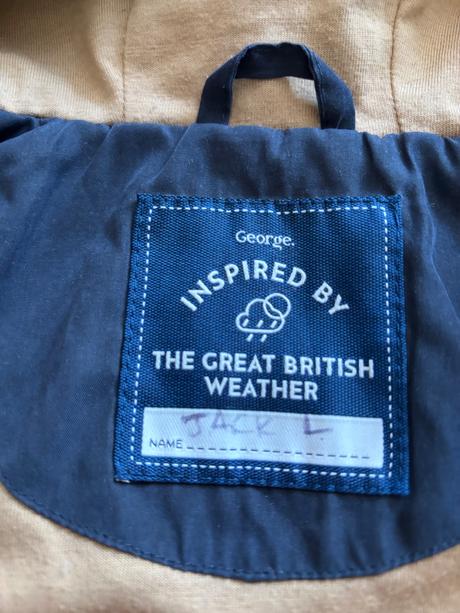 George.
INSPIRED BY
THE GREAT BRITISH
WEATHER
JACK L
NAME